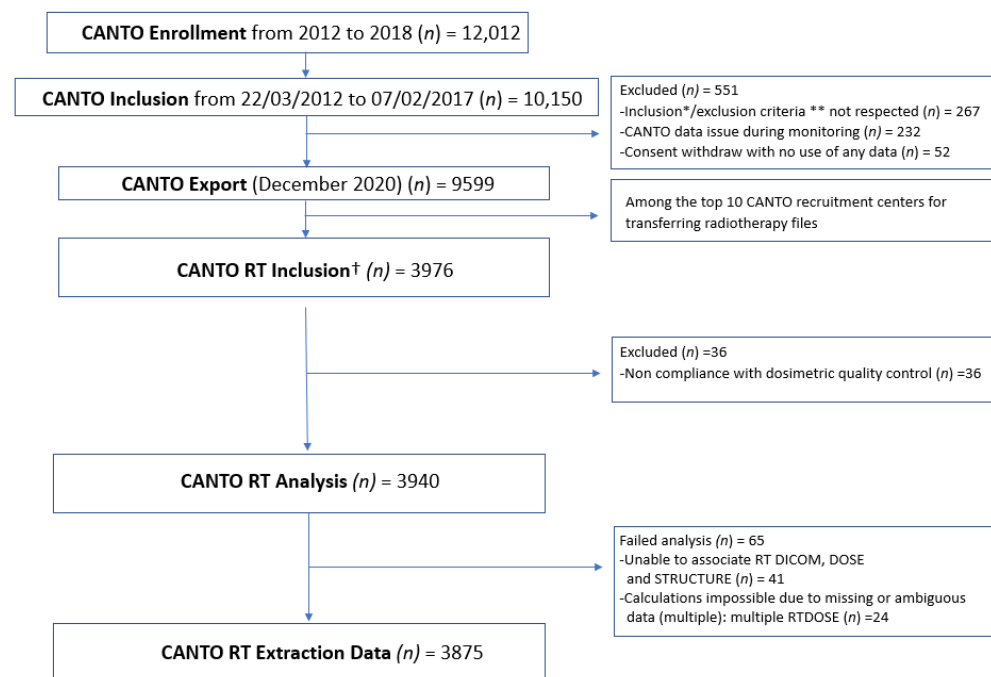 CANTO Enrollment from 2012 to 2018 (n) = 12,012
CANTO Inclusion from 22/03/2012 to 07/02/2017 (n) = 10,150
Excluded (n) = 551
-Inclusion*/exclusion criteria ** not respected (n) = 267
-CANTO data issue during monitoring (n) = 232
-Consent withdraw with no use of any data (n) = 52
CANTO Export (December 2020) (n) = 9599
Among the top 10 CANTO recruitment centers for
transferring radiotherapy files
CANTO RT Inclusion† (n) = 3976
Excluded (n) =36
-Non compliance with dosimetric quality control (n) =36
CANTO RT Analysis (n) = 3940
Failed analysis (n) = 65
-Unable to associate RT DICOM, DOSE
and STRUCTURE (n) = 41
-Calculations impossible due to missing or ambiguous
data (multiple): multiple RTDOSE (n) =24
CANTO RT Extraction Data (n) = 3875